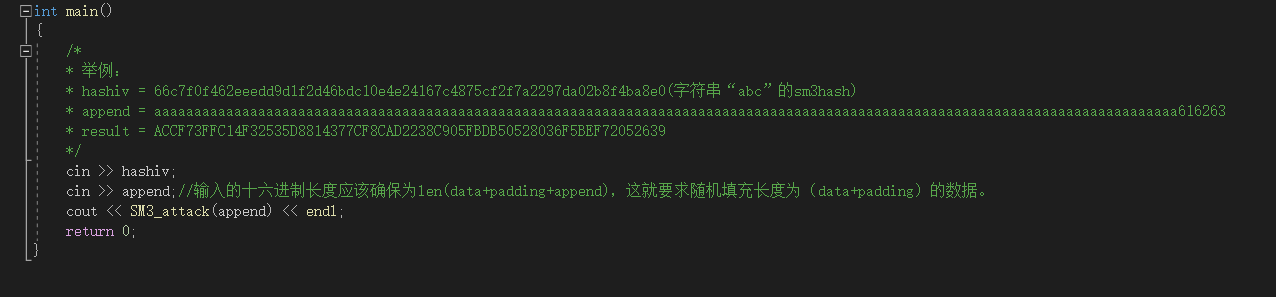 int main()
{
/*
* 举例：
* hashiv = 66c7f0f462eeedd9d1f2d46bdc10e4e24167c4875cf2f7a2297da02b8f4ba8e0(字符串“abc”的sm3hash)
* append = aaaaaaaaaaaaaaaaaaaaaaaaaaaaaaaaaaaaaaaaaaaaaaaaaaaaaaaaaaaaaaaaaaaaaaaaaaaaaaaaaaaaaaaaaaaaaaaaaaaaaaaaaaaaaaaaaaaaaaaaaaaaaaaa616263
* result = ACCF73FFC14F32535D8814377CF8CAD2238C905FBDB50528036F5BEF72052639
*/
cin >> hashiv;
cin >> append;//输入的十六进制长度应该确保为len(data+padding+append)，这就要求随机填充长度为（data+padding）的数据。
cout << SM3_attack(append) << endl;
return 0;
}